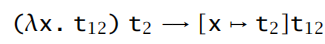 (λx. t₁₂) t₂ ⟶ [x ↦ t₂]t₁₂